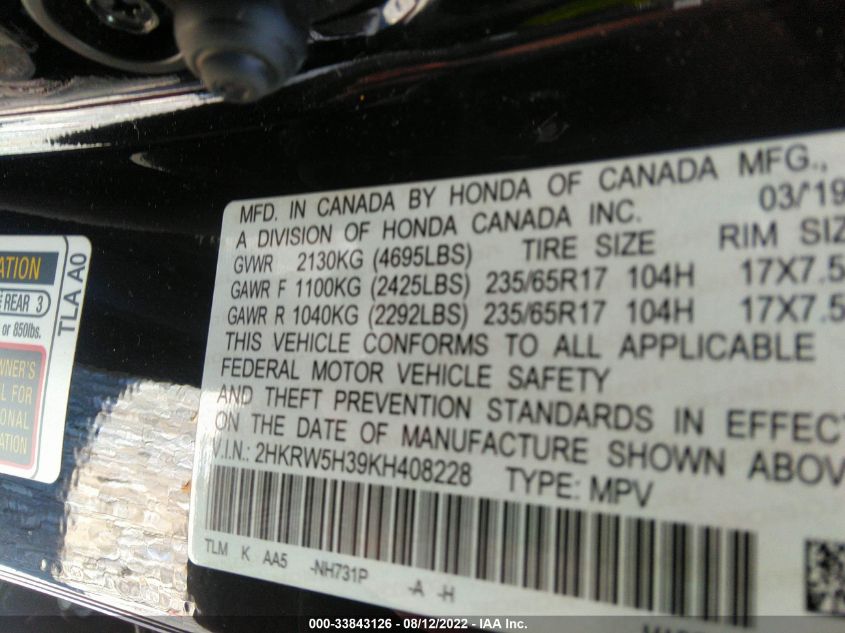 MFD. IN CANADA BY HONDA OF CANADA MFG.,
A DIVISION OF HONDA CANADA INC. 03/'19
GVWR 2130KG (4695LBS) TIRE SIZE RIM SIZ
GAWR F 1100KG (2425LBS) 235/65R17 104H 17X7.5
GAWR R 1040KG (2292LBS) 235/65R17 104H 17X7.5
THIS VEHICLE CONFORMS TO ALL APPLICABLE
FEDERAL MOTOR VEHICLE SAFETY
AND THEFT PREVENTION STANDARDS IN EFFECT
ON THE DATE OF MANUFACTURE SHOWN ABOV
V.I.N.: 2HKRW5H39KH408228 TYPE: MPV
TLM K AA5 -NH731P -A -H
ATION
REAR 3
or 850lbs.
WNER'S
L FOR
ONAL
ATION
TLA A0
000-33843126 - 08/12/2022 - IAA Inc.